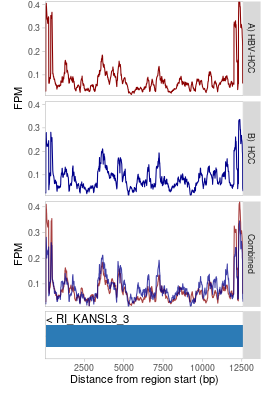 0.4
0.3
0.2
0.1
FPM
A) HBV-HCC
0.4
0.3
0.2
0.1
FPM
B) HCC
0.4
0.3
0.2
0.1
FPM
Combined
< RI_KANSL3_3
2500 5000 7500 10000 12500
Distance from region start (bp)